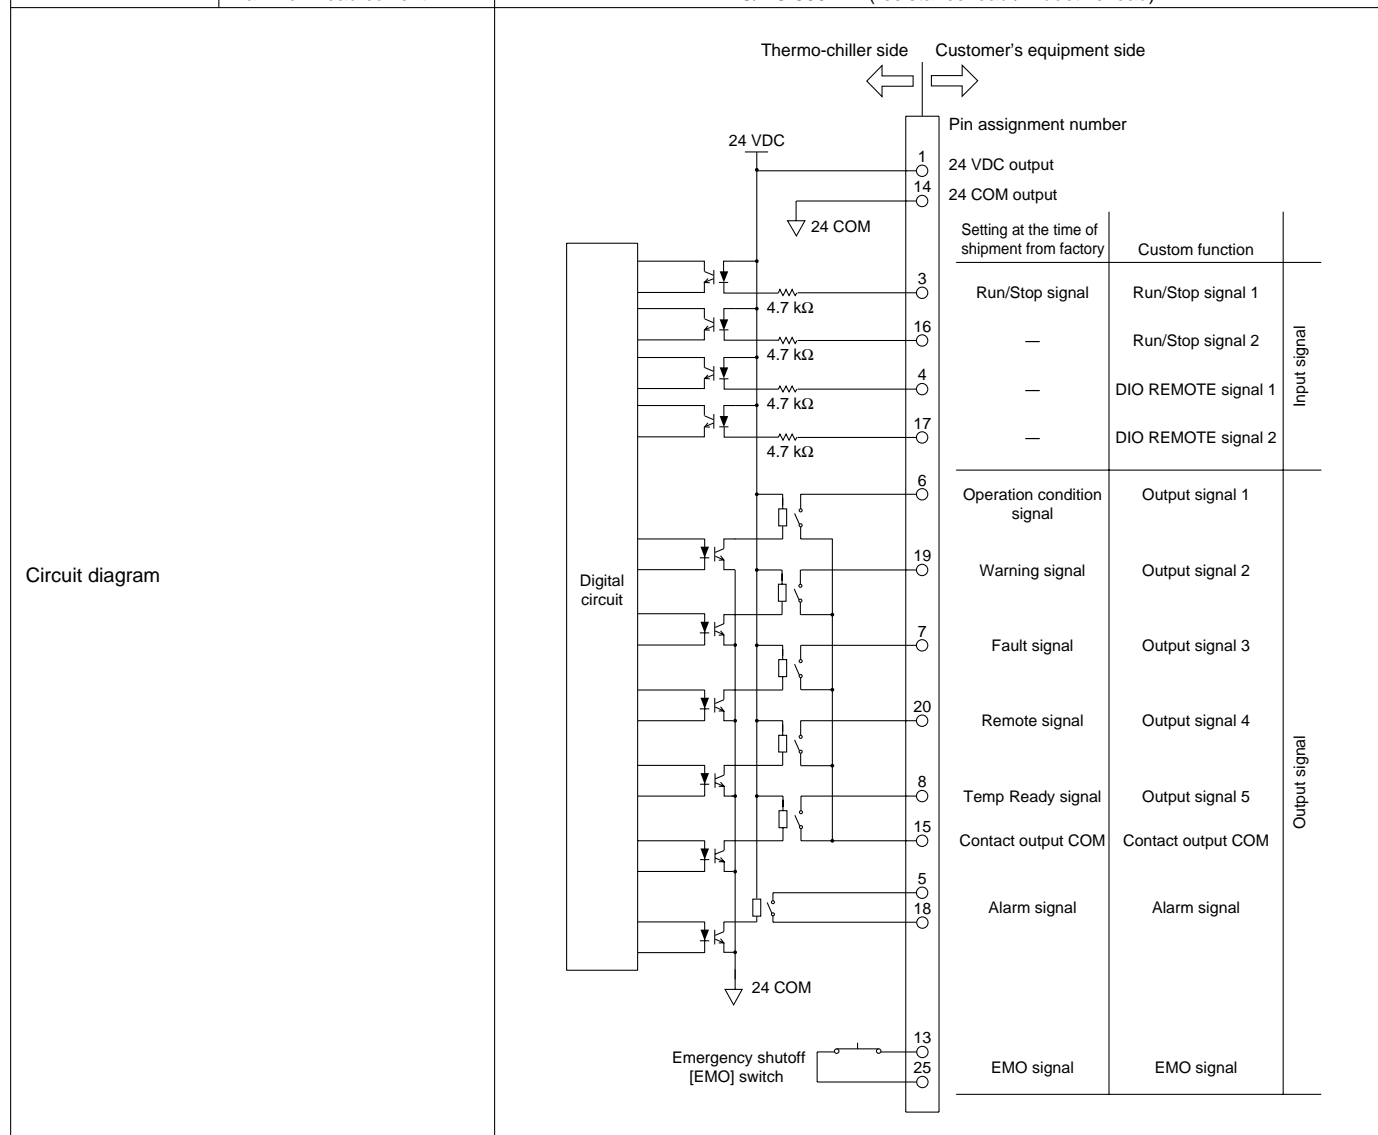 Thermo-chiller side
Customer's equipment side
Pin assignment number
24 VDC
1
24 VDC output
14
24 COM output
24 COM
Setting at the time of
shipment from factory
Custom function
3
4.7 kΩ
Run/Stop signal
Run/Stop signal 1
16
4.7 kΩ
—
Run/Stop signal 2
4
4.7 kΩ
—
DIO REMOTE signal 1
17
4.7 kΩ
—
DIO REMOTE signal 2
Input signal
6
Operation condition
signal
Output signal 1
19
Warning signal
Output signal 2
Circuit diagram
Digital
circuit
7
Fault signal
Output signal 3
20
Remote signal
Output signal 4
8
Temp Ready signal
Output signal 5
15
Contact output COM
Contact output COM
5
18
Alarm signal
Alarm signal
Output signal
24 COM
Emergency shutoff
[EMO] switch
13
25
EMO signal
EMO signal